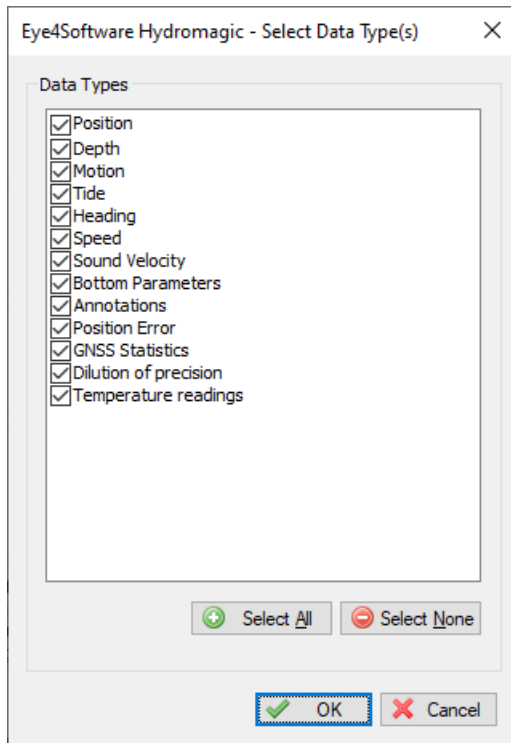 Eye4Software Hydromagic - Select Data Type(s)
Data Types
Position
Depth
Motion
Tide
Heading
Speed
Sound Velocity
Bottom Parameters
Annotations
Position Error
GNSS Statistics
Dilution of precision
Temperature readings
Select All
Select None
OK
Cancel